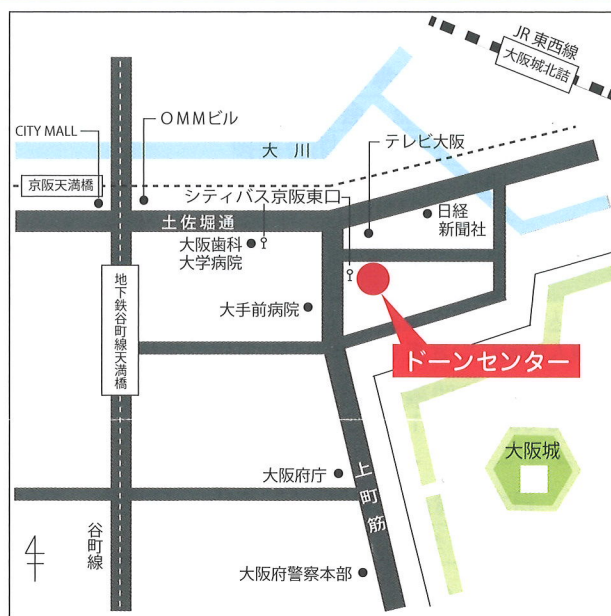 JR 東西線
大阪城北詰
CITY MALL
OMMビル
大 川
テレビ大阪
京阪天満橋
シティバス京阪東口
土佐堀通
日経
新聞社
大阪歯科
大学病院
地下鉄谷町線天満橋
大手前病院
ドーンセンター
大阪城
大阪府庁
上町筋
谷町線
大阪府警察本部